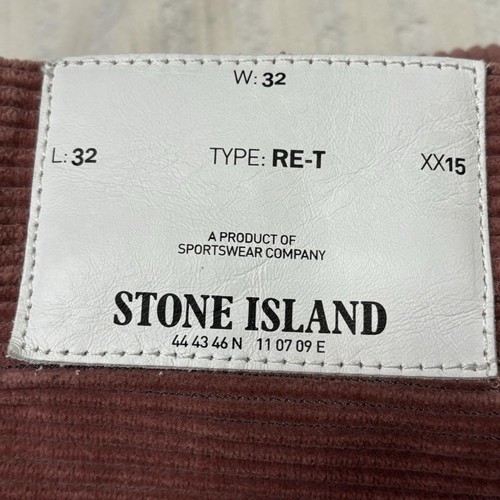 W: 32
L: 32 TYPE: RE-T XX15
A PRODUCT OF
SPORTSWEAR COMPANY
STONE ISLAND
44 43 46 N 11 07 09 E